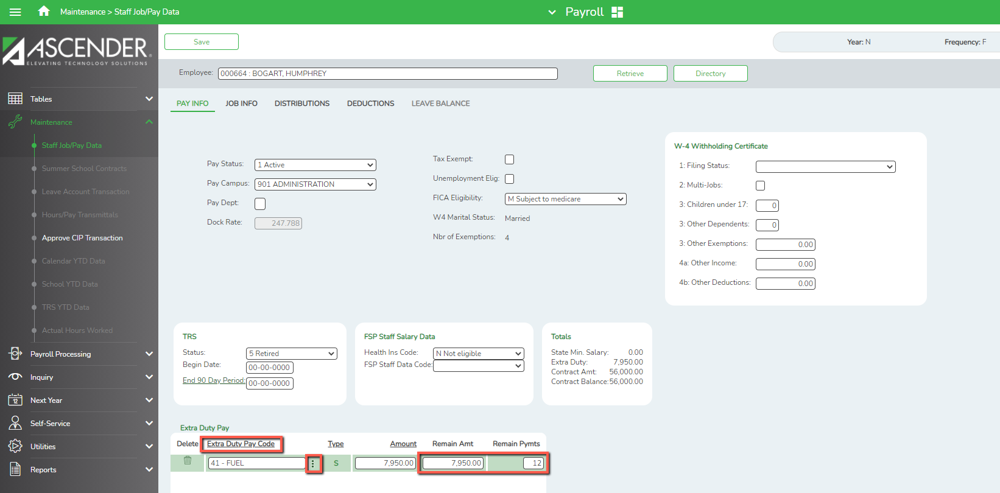 Maintenance > Staff Job/Pay Data
Payroll
ASCENDER
ELEVATING TECHNOLOGY SOLUTIONS
Save
Year: N
Frequency: F
Employee: 000664 : BOGART, HUMPHREY
Retrieve
Directory
Tables
Maintenance
Staff Job/Pay Data
Summer School Contracts
Leave Account Transaction
Hours/Pay Transmittals
Approve CIP Transaction
Calendar YTD Data
School YTD Data
TRS YTD Data
Actual Hours Worked
Payroll Processing
Inquiry
12
Next Year
Self-Service
Utilities
Reports
PAY INFO
JOB INFO
DISTRIBUTIONS
DEDUCTIONS
LEAVE BALANCE
Pay Status: 1 Active
Pay Campus: 901 ADMINISTRATION
Pay Dept:
Dock Rate: 247.788
Tax Exempt:
Unemployment Elig:
FICA Eligibility: M Subject to medicare
W4 Marital Status: Married
Nbr of Exemptions: 4
W-4 Withholding Certificate
1: Filing Status:
2: Multi-Jobs:
3: Children under 17: 0
3: Other Dependents: 0
3: Other Exemptions: 0.00
4a: Other Income: 0.00
4b: Other Deductions: 0.00
TRS
Status: 5 Retired
Begin Date: 00-00-0000
End 90 Day Period: 00-00-0000
FSP Staff Salary Data
Health Ins Code: N Not eligible
FSP Staff Data Code:
Totals
State Min. Salary: 0.00
Extra Duty: 7,950.00
Contract Amt: 56,000.00
Contract Balance: 56,000.00
Extra Duty Pay
Delete Extra Duty Pay Code Type Amount Remain Amt Remain Pymts
41 - FUEL S 7,950.00 7,950.00 12